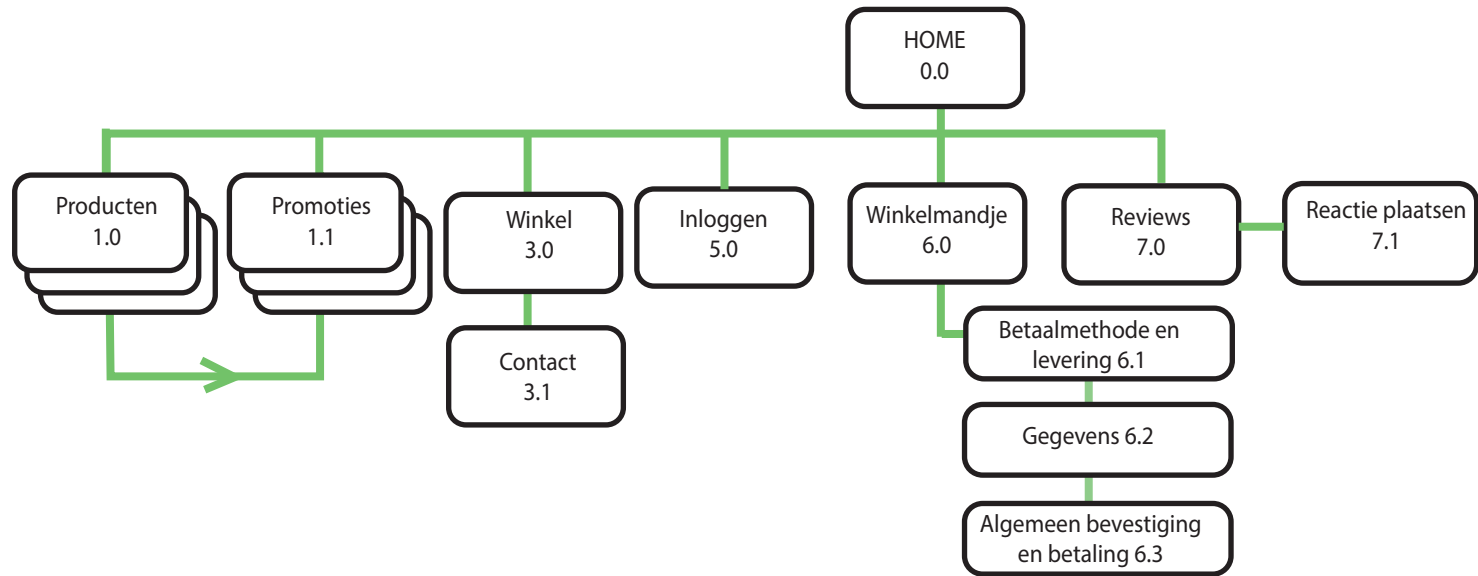 HOME
0.0
Producten
1.0
Promoties
1.1
Winkel
3.0
Inloggen
5.0
Winkelmandje
6.0
Reviews
7.0
Reactie plaatsen
7.1
Contact
3.1
Betaalmethode en
levering 6.1
Gegevens 6.2
Algemeen bevestiging
en betaling 6.3